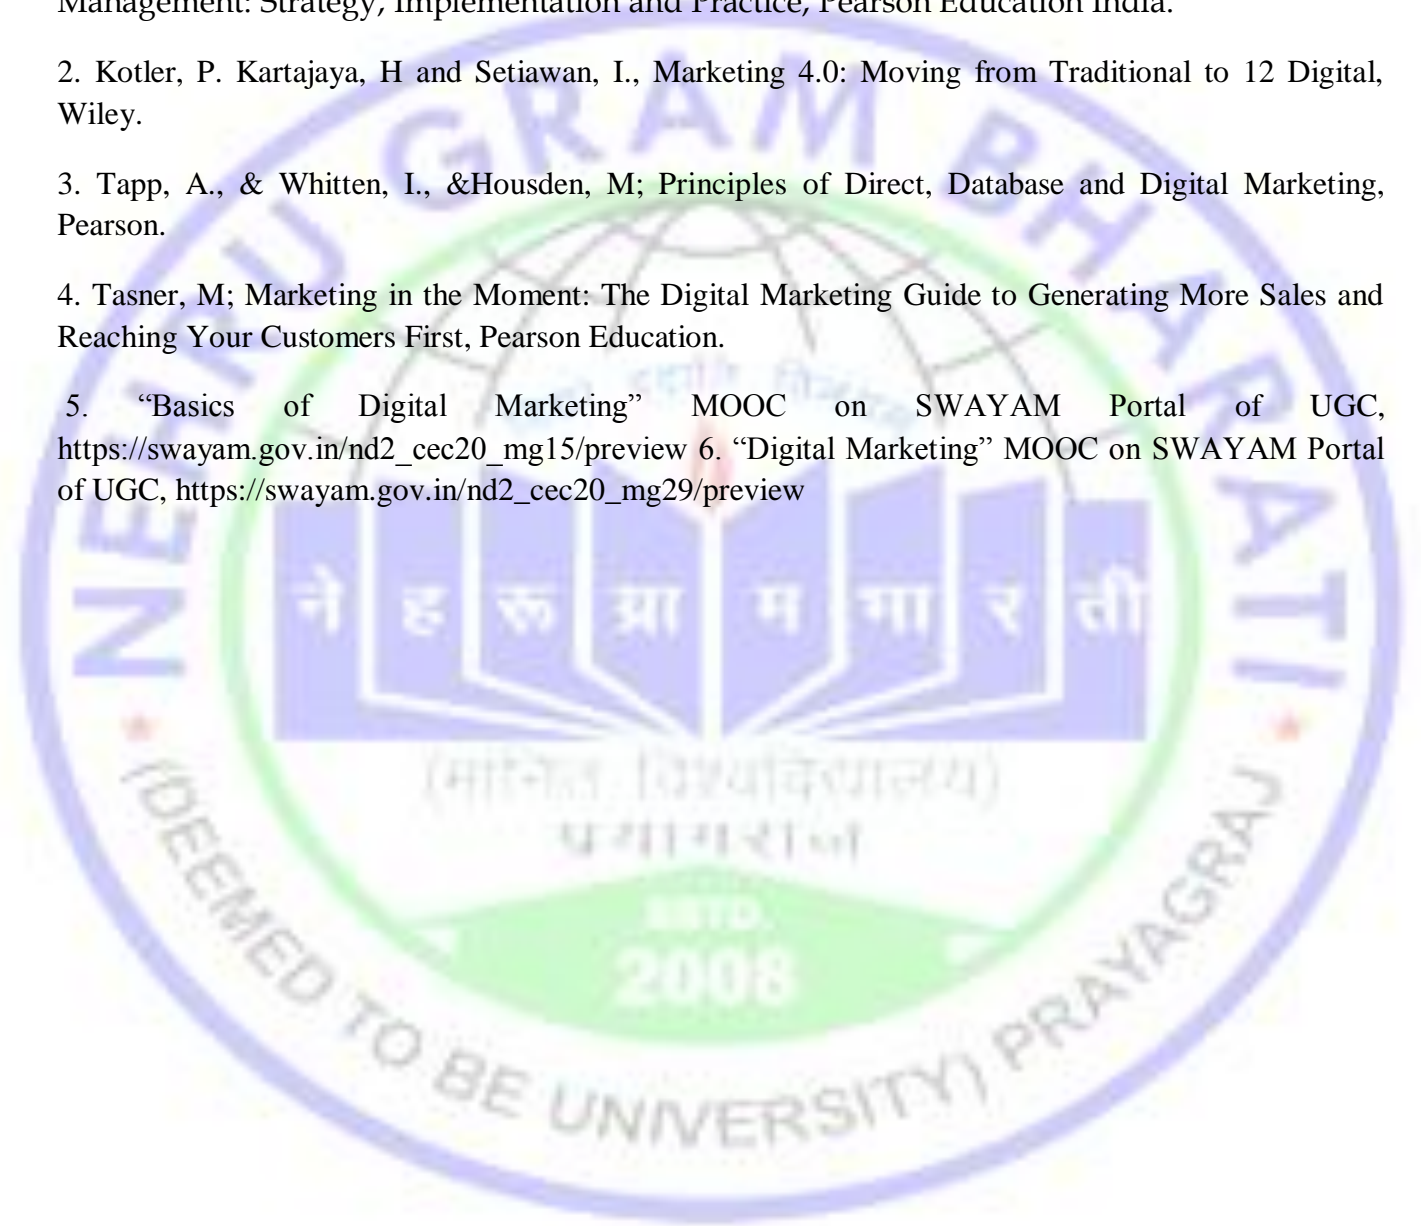 Management: Strategy, Implementation and Practice, Pearson Education India.
2. Kotler, P. Kartajaya, H and Setiawan, I., Marketing 4.0: Moving from Traditional to 12 Digital,
Wiley.
3. Tapp, A., & Whitten, I., &Housden, M; Principles of Direct, Database and Digital Marketing,
Pearson.
4. Tasner, M; Marketing in the Moment: The Digital Marketing Guide to Generating More Sales and
Reaching Your Customers First, Pearson Education.
5. “Basics of Digital Marketing” MOOC on SWAYAM Portal of UGC,
https://swayam.gov.in/nd2_cec20_mg15/preview 6. “Digital Marketing” MOOC on SWAYAM Portal
of UGC, https://swayam.gov.in/nd2_cec20_mg29/preview
NEHRU GRAM BHARATI
ने ह रू ग्रा म भा र ती
(मानित विश्वविद्यालय)
प्रयागराज
ESTD.
2008
(DEEMED TO BE UNIVERSITY) PRAYAGRAJ